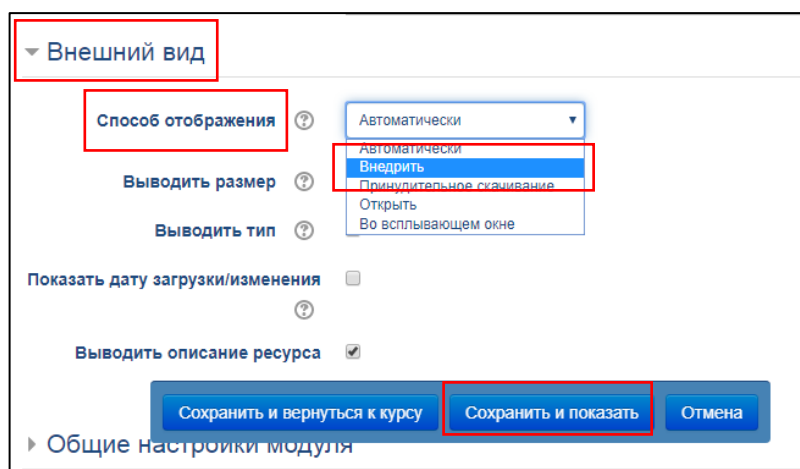 Внешний вид
Способ отображения
Автоматически
Автоматически
Внедрить
Принудительное скачивание
Выводить размер
Открыть
Во всплывающем окне
Выводить тип
Показать дату загрузки/изменения
Выводить описание ресурса
Сохранить и вернуться к курсу Сохранить и показать Отмена
Общие настройки модуля